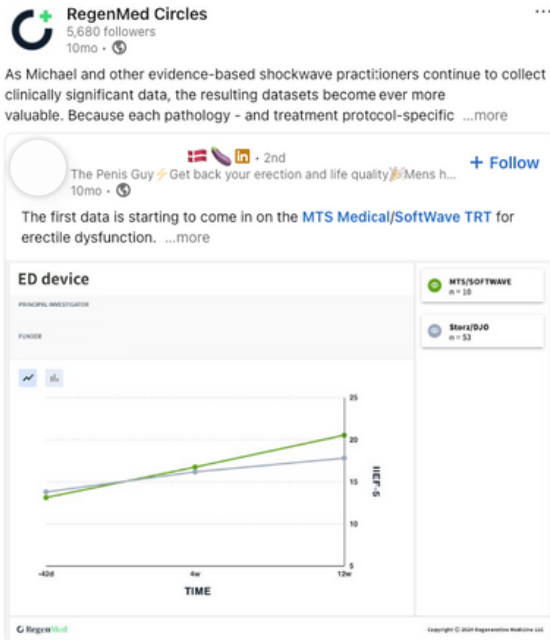 RegenMed Circles
5,680 followers
10mo •
As Michael and other evidence-based shockwave practitioners continue to collect
clinically significant data, the resulting datasets become ever more
valuable. Because each pathology - and treatment protocol-specific ...more
in • 2nd
The Penis Guy⚡Get back your erection and life quality🎉Mens h...
+ Follow
10mo •
The first data is starting to come in on the MTS Medical/SoftWave TRT for
erectile dysfunction. ...more
ED device
PRINCIPAL INVESTIGATOR
FUNDER
MTS/SOFTWAVE
n = 10
Storz/DJO
n = 53
25
20
15
10
5
IIEF-5
-42d
4w
12w
TIME
RegenMed
Copyright © 2024 Regenerative Medicine LLC